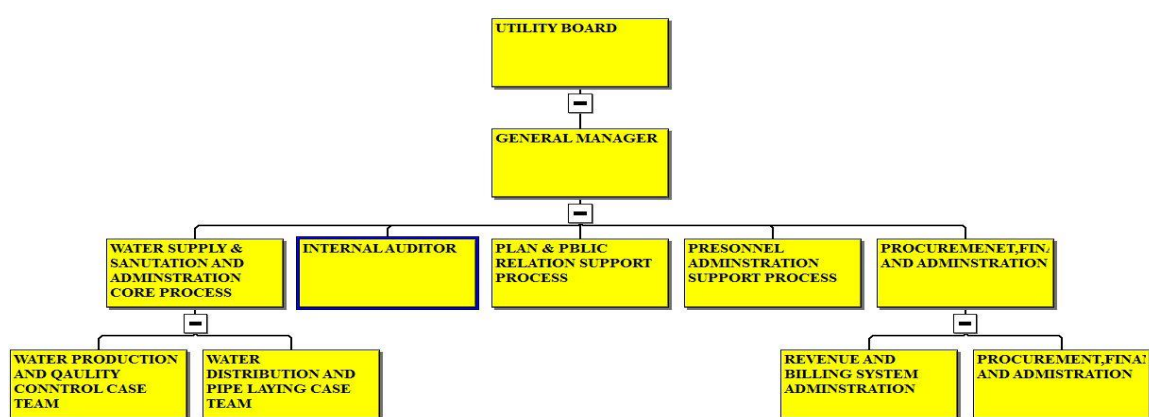 UTILITY BOARD
GENERAL MANAGER
WATER SUPPLY &
SANUTATION AND
ADMINSTRATION
CORE PROCESS
INTERNAL AUDITOR
PLAN & PBLIC
RELATION SUPPORT
PROCESS
PRESONNEL
ADMINSTRATION
SUPPORT PROCESS
PROCUREMENET,FINA
AND ADMINSTRATION
WATER PRODUCTION
AND QAULITY
CONNTROL CASE
TEAM
WATER
DISTRIBUTION AND
PIPE LAYING CASE
TEAM
REVENUE AND
BILLING SYSTEM
ADMINSTRATION
PROCUREMENT,FINAN
AND ADMISTRATION